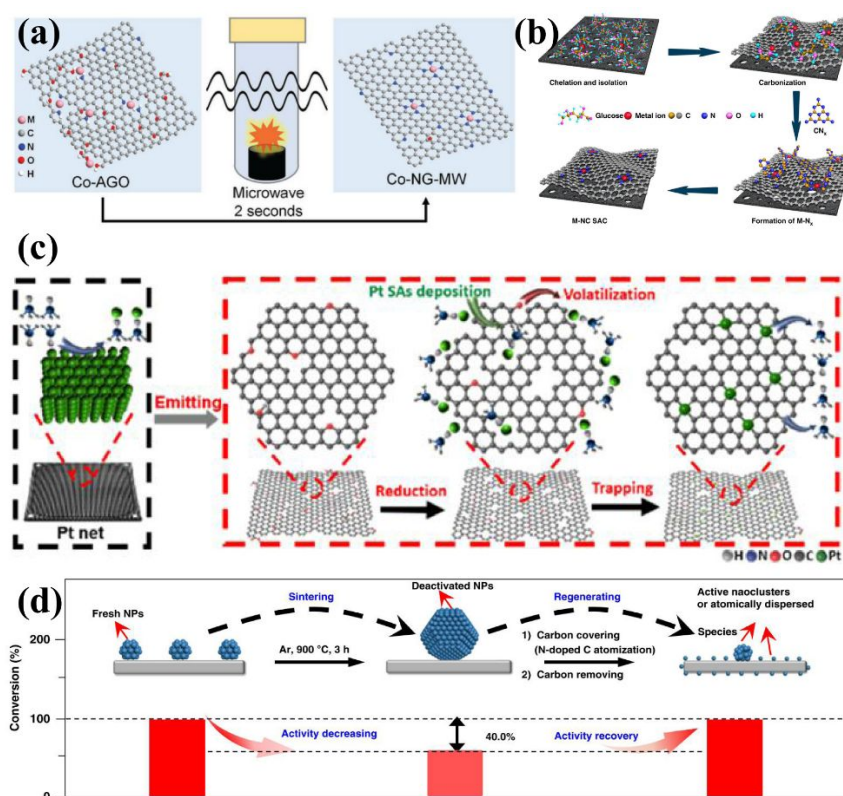 (a)
M
C
N
O
H
Co-AGO
Microwave
2 seconds
Co-NG-MW
(b)
Chelation and isolation
Carbonization
Glucose Metal ion C N O H
CNx
M-NC SAC
Formation of M-Nx
(c)
Pt net
Emitting
Pt SAs deposition
Volatilization
Reduction
Trapping
H N O C Pt
(d)
Conversion (%)
200
100
0
Fresh NPs
Sintering
Ar, 900 °C, 3 h
Deactivated NPs
Regenerating
1) Carbon covering
(N-doped C atomization)
2) Carbon removing
Active naoclusters
or atomically dispersed
Species
Activity decreasing
40.0%
Activity recovery